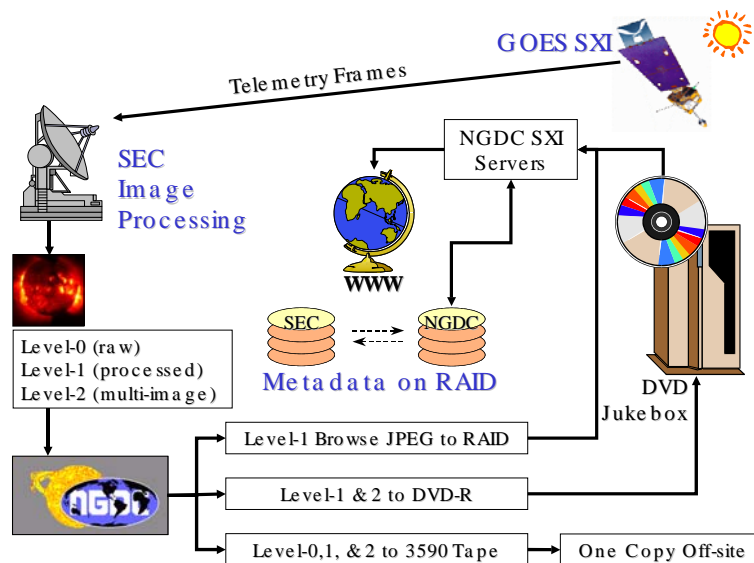 GOES SXI
Telemetry Frames
SEC
Image
Processing
NGDC SXI
Servers
WWW
SEC
NGDC
Metadata on RAID
Level-0 (raw)
Level-1 (processed)
Level-2 (multi-image)
DVD
Jukebox
NGDC
Level-1 Browse JPEG to RAID
Level-1 & 2 to DVD-R
Level-0,1, & 2 to 3590 Tape
One Copy Off-site